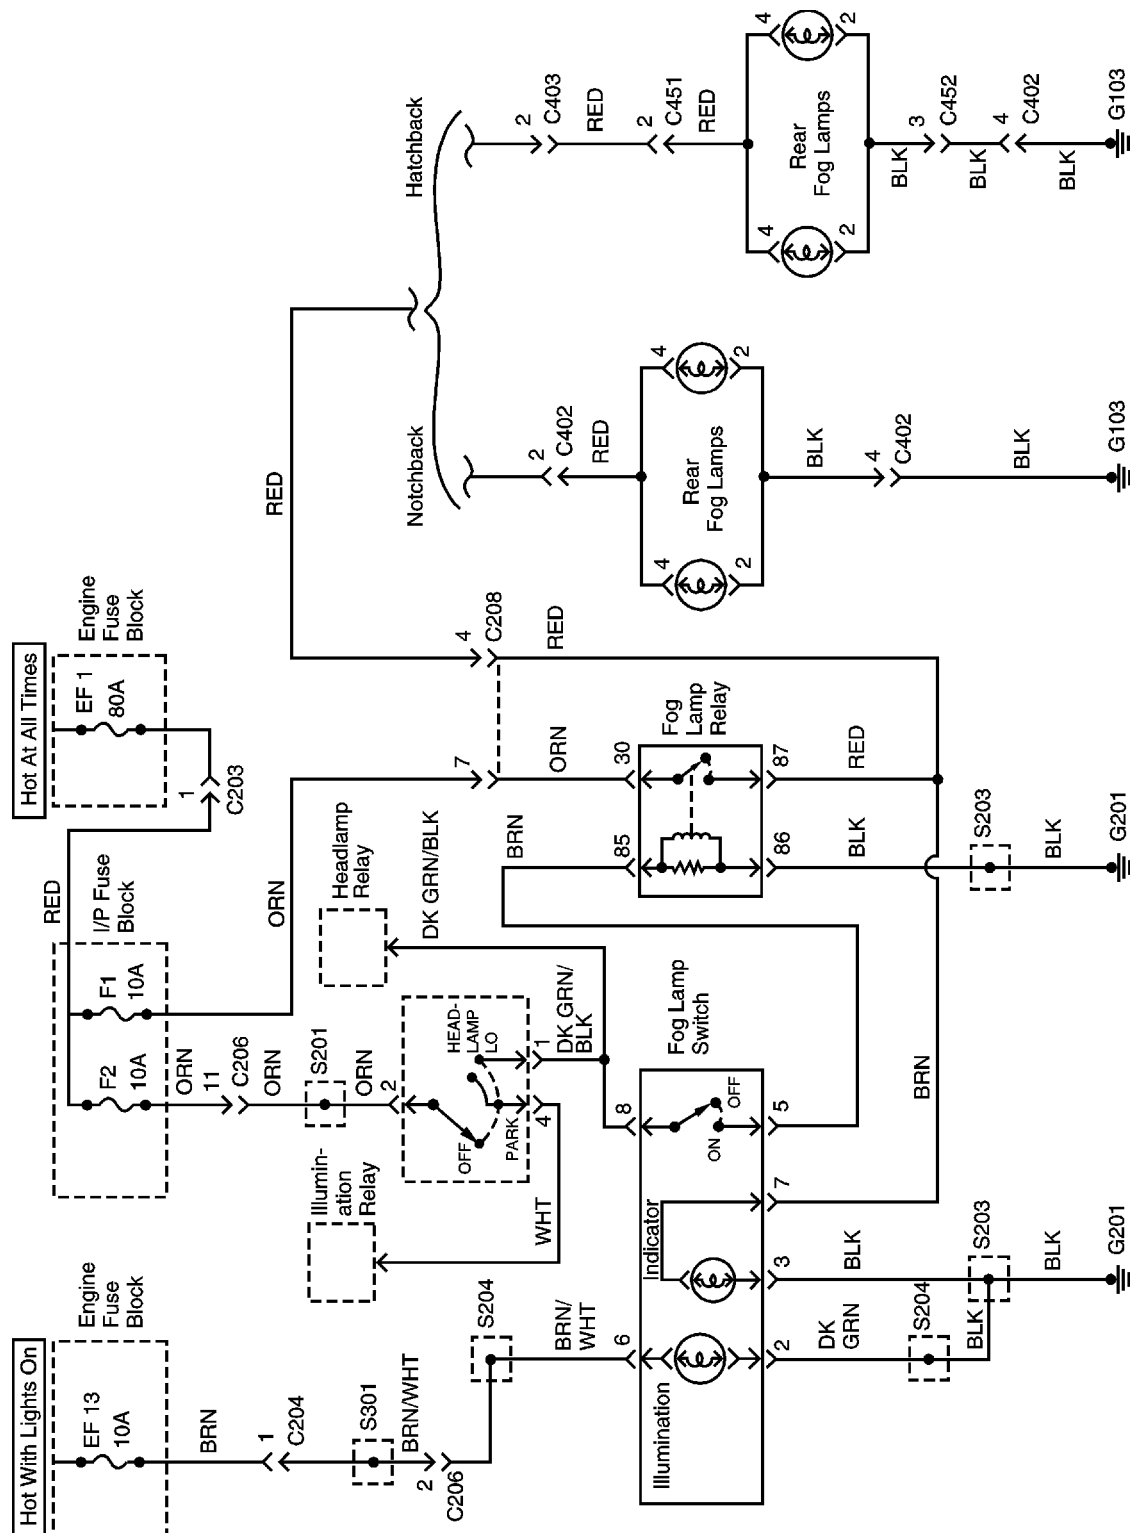 Hot With Lights On
Engine
Fuse
Block
EF 13
10A
BRN
1
C204
S301
BRN/WHT
2
C206
S204
BRN/
WHT
6
Illumination
2
DK
GRN
S204
BLK
Indicator
3
BLK
S203
BLK
G201
7
BRN
Illumin-
ation
Relay
WHT
I/P Fuse
Block
RED
F2
10A
F1
10A
ORN
11
C206
ORN
S201
ORN
2
OFF
PARK
HEAD-
LAMP
LO
4
1
DK GRN/
BLK
Headlamp
Relay
DK GRN/BLK
Fog Lamp
Switch
8
ON
OFF
5
Hot At All Times
Engine
Fuse
Block
EF 1
80A
1
C203
ORN
7
4
C208
ORN
RED
BRN
85
30
Fog
Lamp
Relay
86
87
BLK
RED
S203
BLK
G201
RED
Notchback
Hatchback
2
C402
RED
4
4
Rear
Fog Lamps
2
2
BLK
4
C402
BLK
G103
2
C403
RED
2
C451
RED
4
4
Rear
Fog Lamps
2
2
BLK
3
C452
BLK
4
C402
BLK
G103